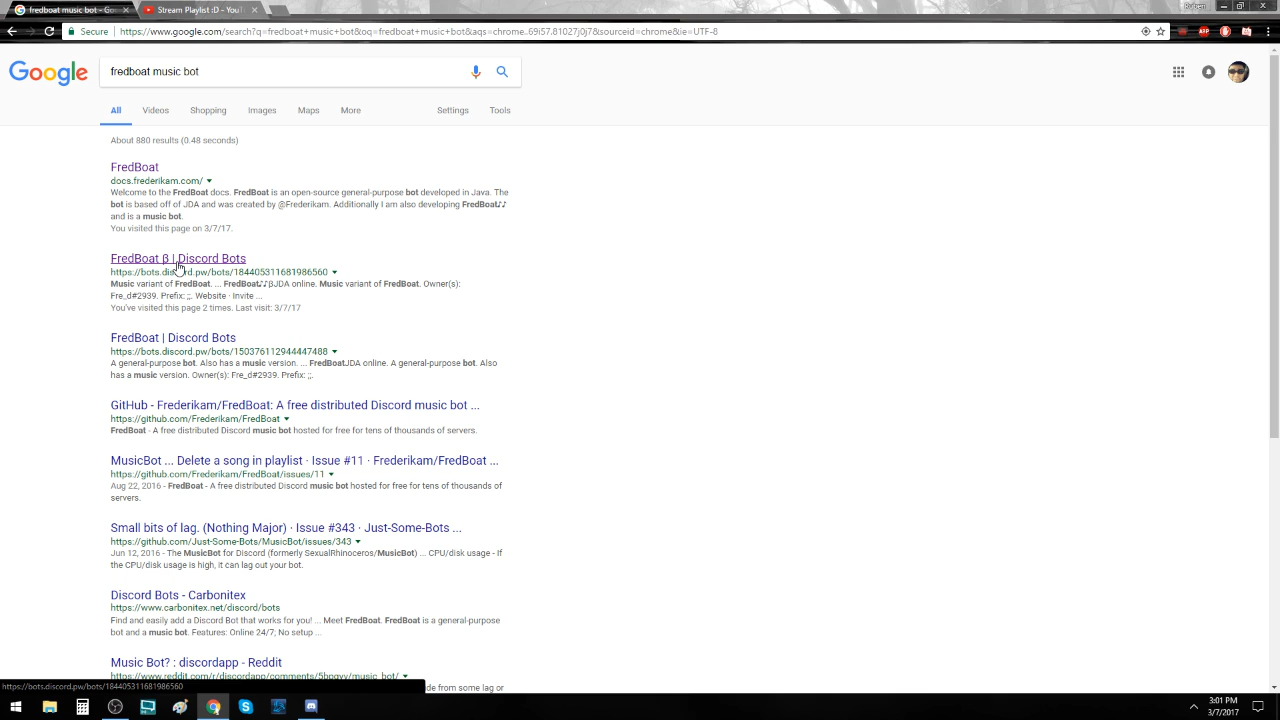 fredboat music bot - Go
Stream Playlist :D - YouT
Secure
https://www.google.com/search?q=fredboat+music+bot&oq=fredboat+music+bot&aqs=chrome..69i57.81027j0j7&sourceid=chrome&ie=UTF-8
ABP
Google
fredboat music bot
All Videos Shopping Images Maps More Settings Tools
About 880 results (0.48 seconds)
FredBoat
docs.frederikam.com/
Welcome to the FredBoat docs. FredBoat is an open-source general-purpose bot developed in Java. The
bot is based off of JDA and was created by @Frederikam. Additionally I am also developing FredBoat♪♪
and is a music bot.
You visited this page on 3/7/17.
FredBoat β | Discord Bots
https://bots.discord.pw/bots/184405311681986560
Music variant of FredBoat. ... FredBoat♪♪βJDA online. Music variant of FredBoat. Owner(s):
Fre_d#2939. Prefix: ;;. Website · Invite ...
You've visited this page 2 times. Last visit: 3/7/17
FredBoat | Discord Bots
https://bots.discord.pw/bots/150376112944447488
A general-purpose bot. Also has a music version. ... FredBoatJDA online. A general-purpose bot. Also
has a music version. Owner(s): Fre_d#2939. Prefix: ;;.
GitHub - Frederikam/FredBoat: A free distributed Discord music bot ...
https://github.com/Frederikam/FredBoat
FredBoat - A free distributed Discord music bot hosted for free for tens of thousands of servers.
MusicBot ... Delete a song in playlist · Issue #11 · Frederikam/FredBoat ...
https://github.com/Frederikam/FredBoat/issues/11
Aug 22, 2016 - FredBoat - A free distributed Discord music bot hosted for free for tens of thousands of
servers.
Small bits of lag. (Nothing Major) · Issue #343 · Just-Some-Bots ...
https://github.com/Just-Some-Bots/MusicBot/issues/343
Jun 12, 2016 - The MusicBot for Discord (formerly SexualRhinoceros/MusicBot) ... CPU/disk usage - If
the CPU/disk usage is high, it can lag out your bot.
Discord Bots - Carbonitex
https://www.carbonitex.net/discord/bots
Find and easily add a Discord Bot that works for you! ... Meet FredBoat. FredBoat is a general-purpose
bot and a music bot. Features: Online 24/7; No setup ...
Music Bot? : discordapp - Reddit
https://www.reddit.com/r/discordapp/comments/5bpgvv/music_bot/
de from some lag or
https://bots.discord.pw/bots/184405311681986560
3:01 PM
3/7/2017